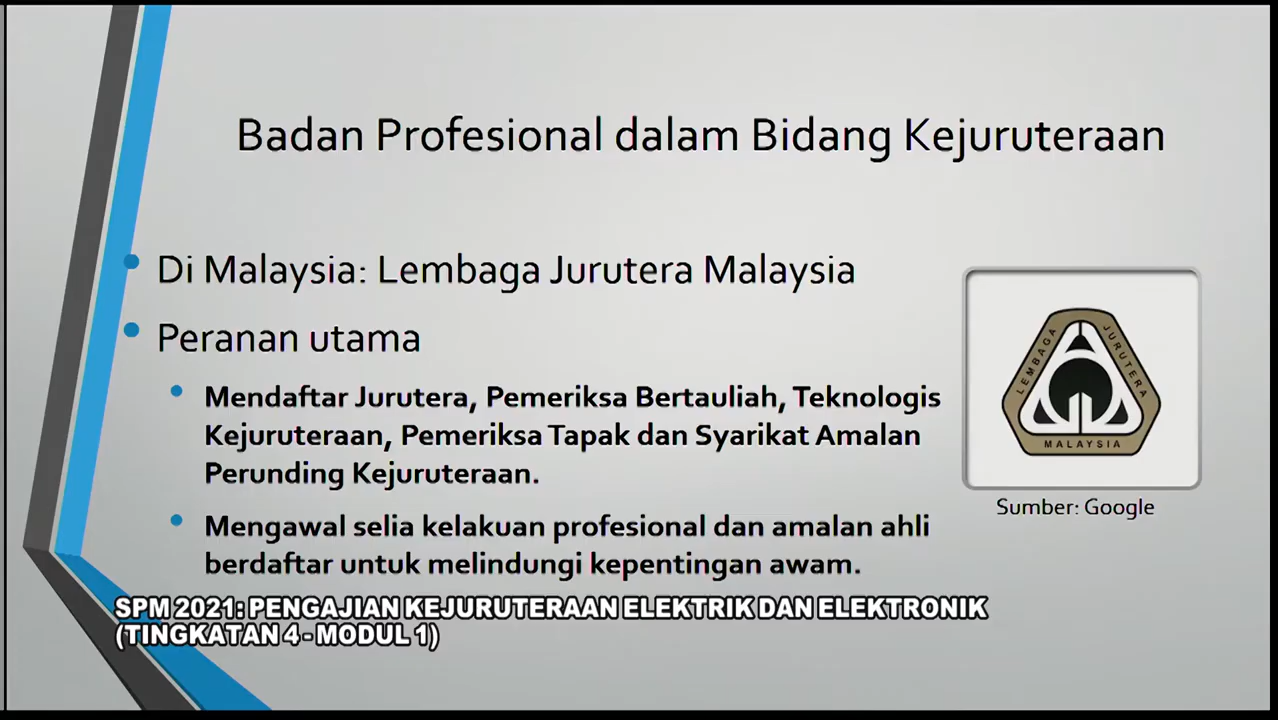 Badan Profesional dalam Bidang Kejuruteraan
Di Malaysia: Lembaga Jurutera Malaysia
Peranan utama
Mendaftar Jurutera, Pemeriksa Bertauliah, Teknologis
Kejuruteraan, Pemeriksa Tapak dan Syarikat Amalan
Perunding Kejuruteraan.
Mengawal selia kelakuan profesional dan amalan ahli
berdaftar untuk melindungi kepentingan awam.
LEMBAGA JURUTERA
MALAYSIA
Sumber: Google
SPM 2021: PENGAJIAN KEJURUTERAAN ELEKTRIK DAN ELEKTRONIK
(TINGKATAN 4 - MODUL 1)